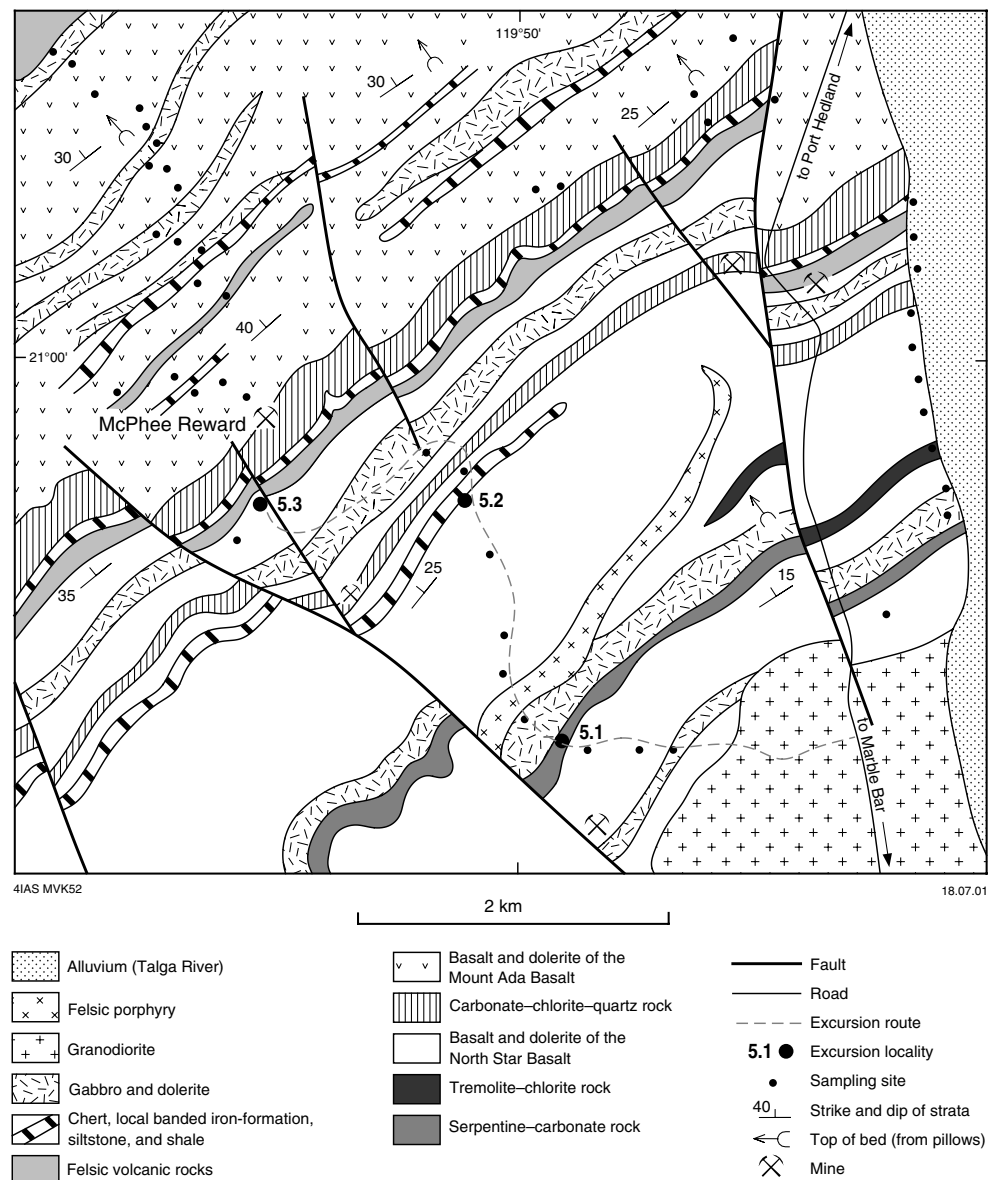 119°50'
30
25
to Port Hedland
30
40
21°00'
McPhee Reward
5.3
5.2
25
35
15
5.1
to Marble Bar
4IAS MVK52
18.07.01
2 km
Alluvium (Talga River)
Felsic porphyry
Granodiorite
Gabbro and dolerite
Chert, local banded iron-formation,
siltstone, and shale
Felsic volcanic rocks
Basalt and dolerite of the
Mount Ada Basalt
Carbonate–chlorite–quartz rock
Basalt and dolerite of the
North Star Basalt
Tremolite–chlorite rock
Serpentine–carbonate rock
Fault
Road
Excursion route
5.1 Excursion locality
Sampling site
40 Strike and dip of strata
Top of bed (from pillows)
Mine